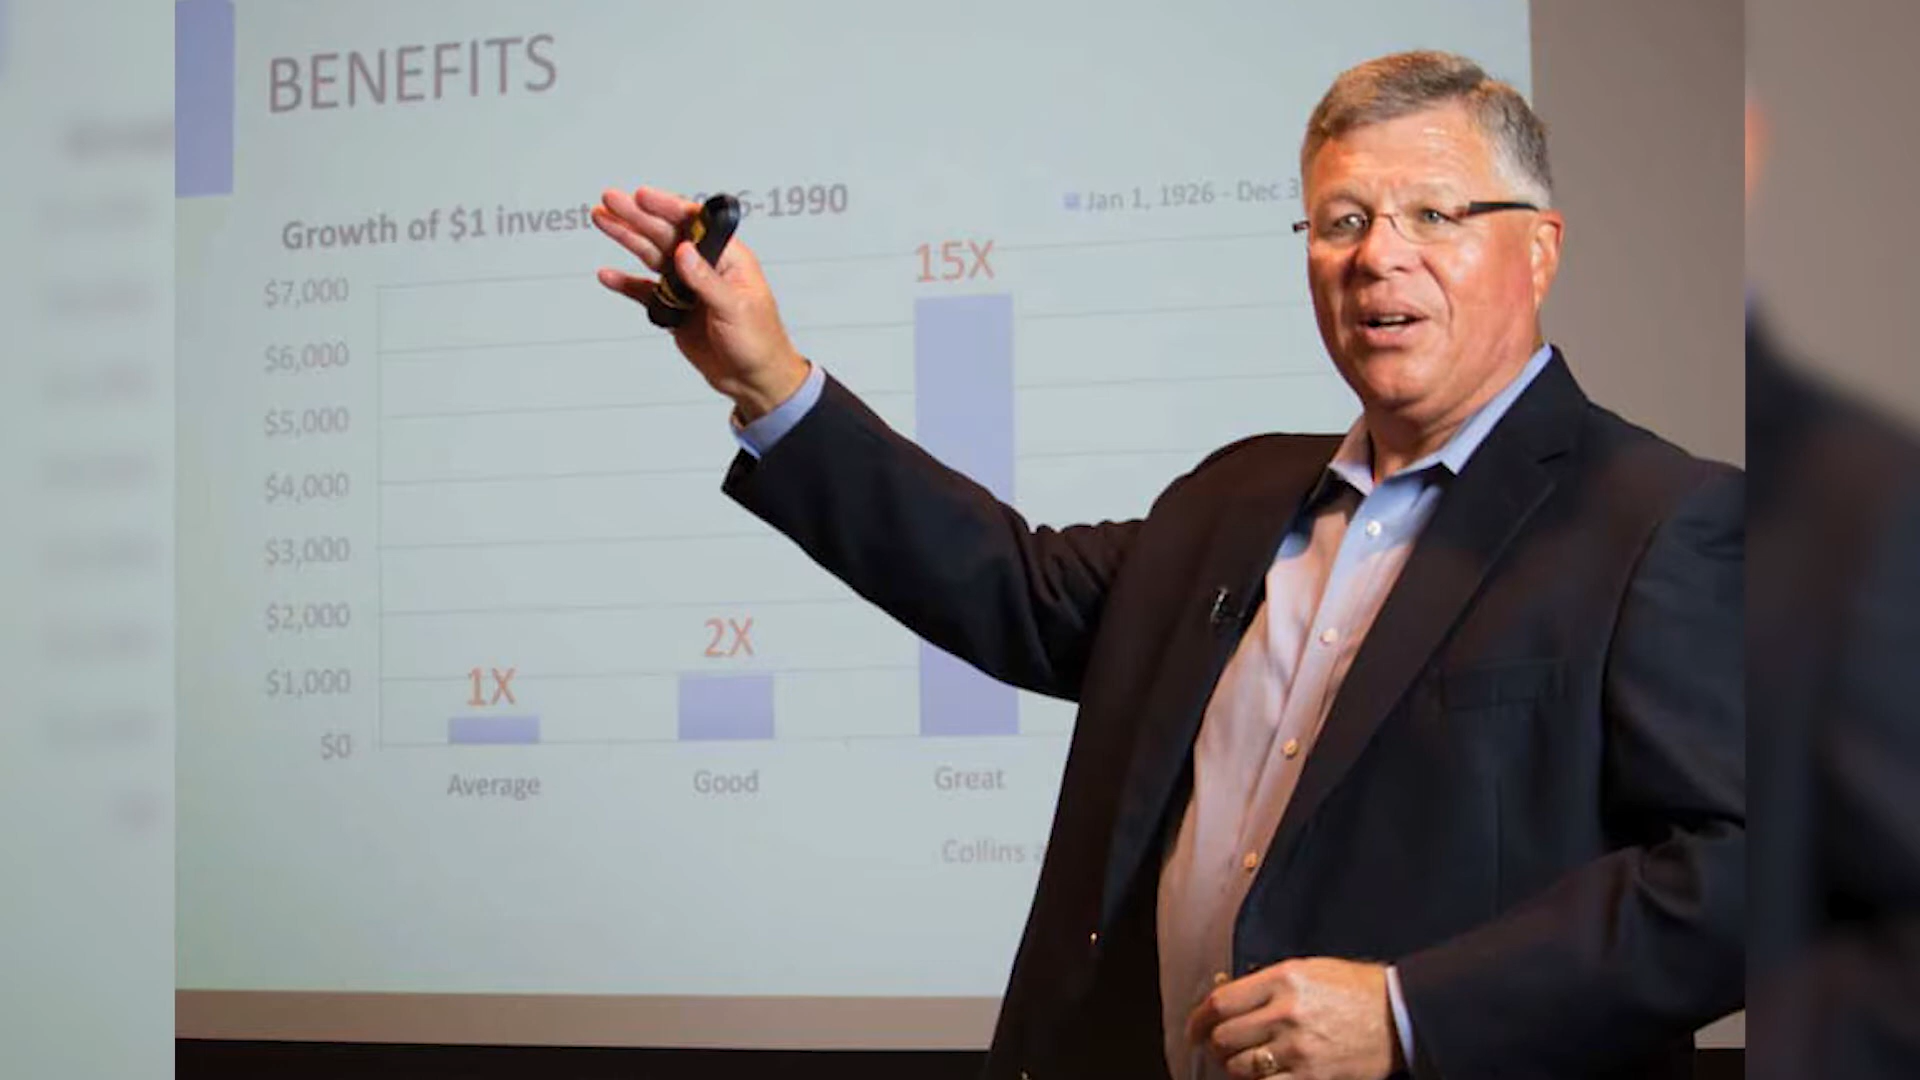 BENEFITS
Growth of $1 invest 6-1990
Jan 1, 1926 - Dec 3
15X
$7,000
$6,000
$5,000
$4,000
$3,000
$2,000
2X
$1,000
1X
$0
Average Good Great
Collins